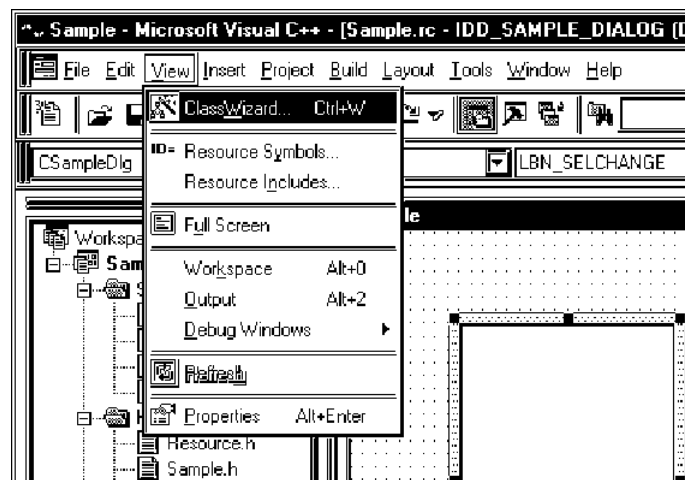 Sample - Microsoft Visual C++ - [Sample.rc - IDD_SAMPLE_DIALOG (
File Edit View Insert Project Build Layout Tools Window Help
ClassWizard... Ctrl+W
CSampleDlg LBN_SELCHANGE
ID= Resource Symbols...
Resource Includes...
Full Screen
Workspace Alt+0
Output Alt+2
Debug Windows
Refresh
Properties Alt+Enter
le
Workspa
Sam
Resource.h
Sample.h